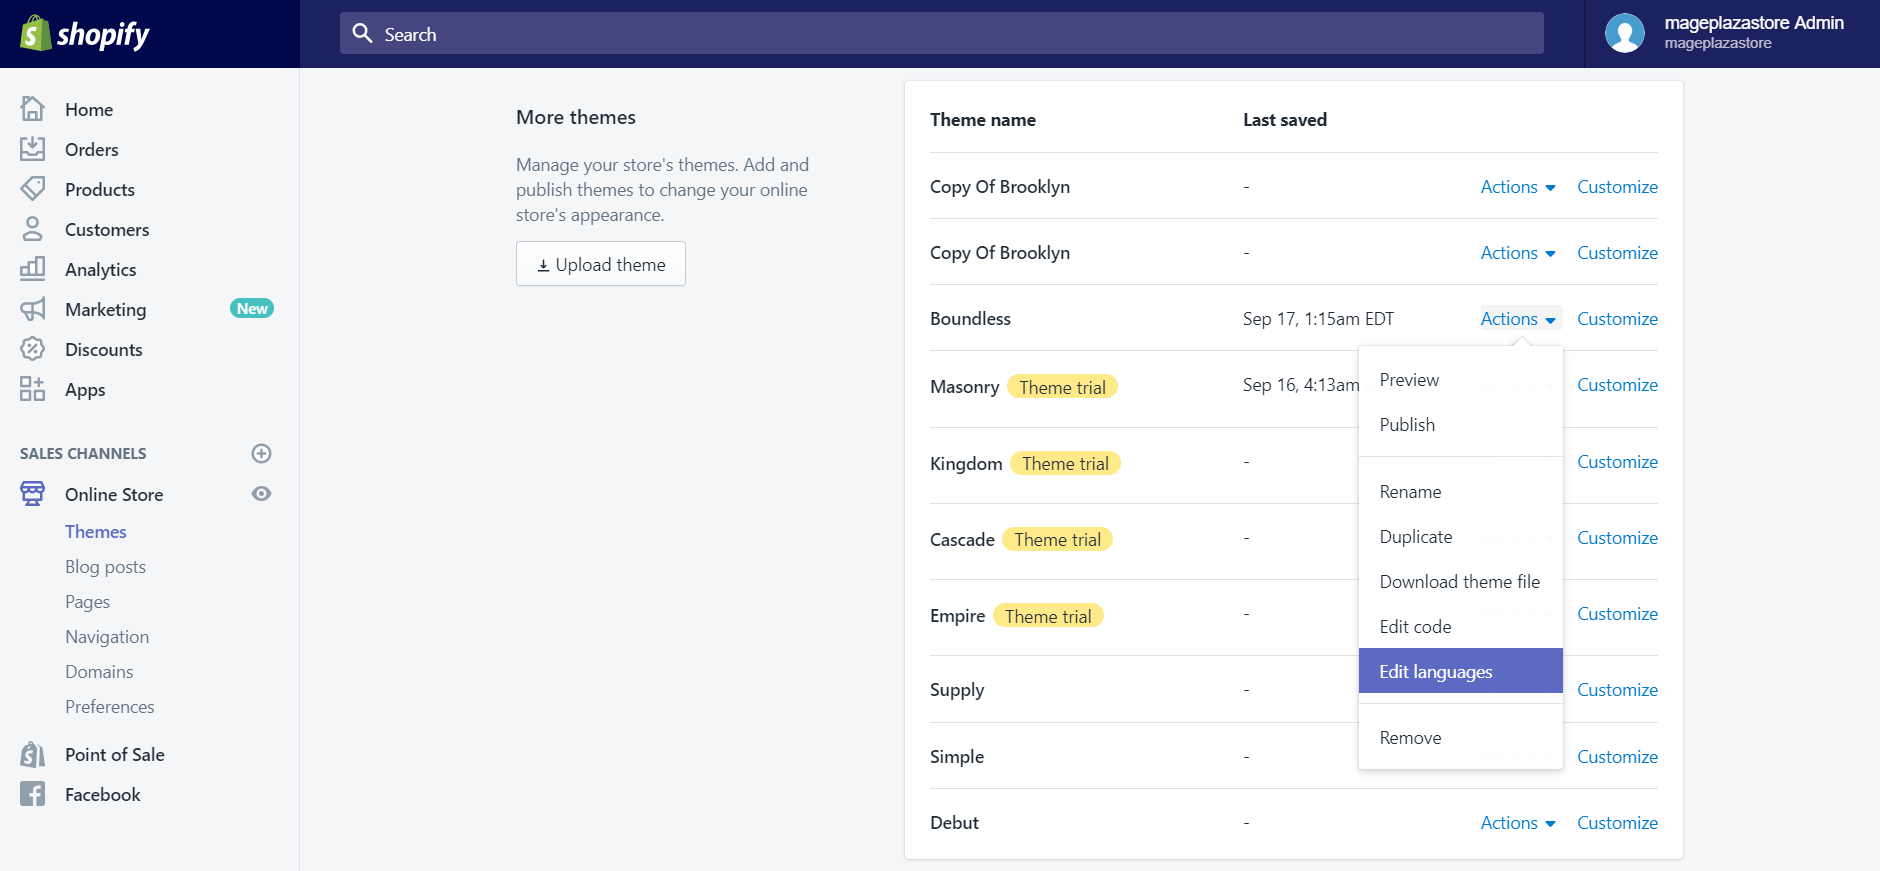 shopify
Search
mageplazastore Admin
mageplazastore
Home
Orders
Products
Customers
Analytics
Marketing New
Discounts
Apps
SALES CHANNELS
Online Store
Themes
Blog posts
Pages
Navigation
Domains
Preferences
Point of Sale
Facebook
More themes
Manage your store's themes. Add and
publish themes to change your online
store's appearance.
Upload theme
Theme name Last saved
Copy Of Brooklyn - Actions Customize
Copy Of Brooklyn - Actions Customize
Boundless Sep 17, 1:15am EDT Actions Customize
Masonry Theme trial Sep 16, 4:13am Customize
Kingdom Theme trial - Customize
Cascade Theme trial - Customize
Empire Theme trial - Customize
Supply - Customize
Simple - Customize
Debut - Actions Customize
Preview
Publish
Rename
Duplicate
Download theme file
Edit code
Edit languages
Remove